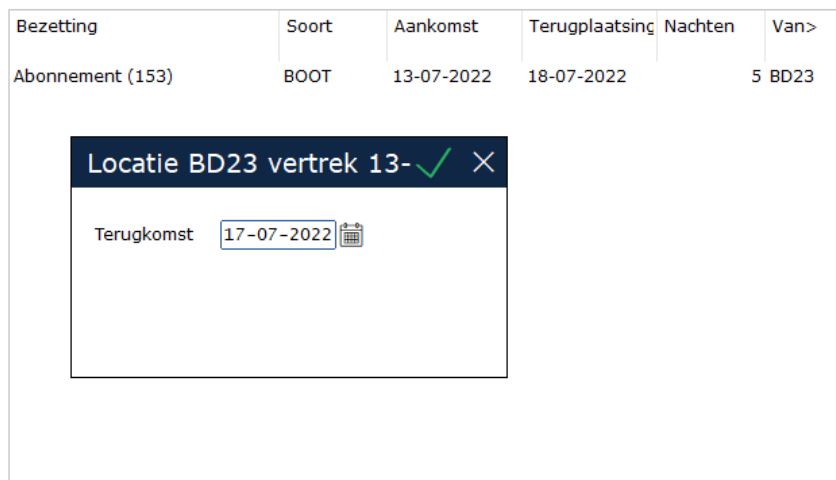 Bezetting Soort Aankomst Terugplaatsing Nachten Van>
Abonnement (153) BOOT 13-07-2022 18-07-2022 5 BD23
Locatie BD23 vertrek 13-
Terugkomst 17-07-2022